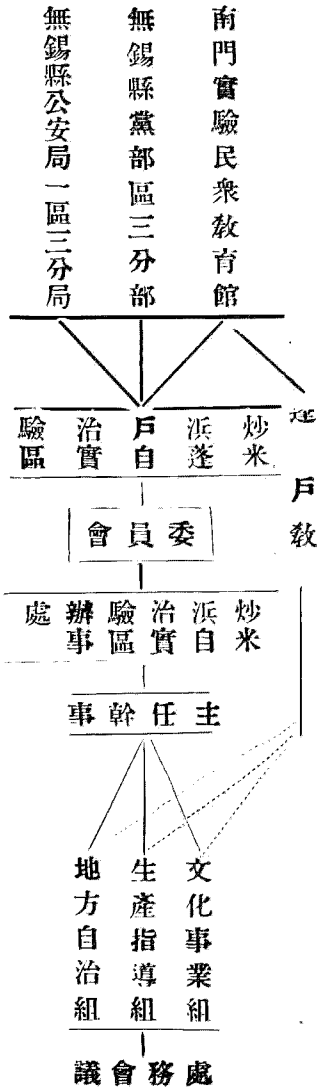 南門實驗民衆敎育館
無錫縣黨部區三分部
無錫縣公安局一區三分局
炒米
浜蓬
戶自
治實
驗區
戶敎
委員會
炒米
浜自
治實
驗區
辦事
處
主任幹事
文化事業組
生產指導組
地方自治組
處務會議